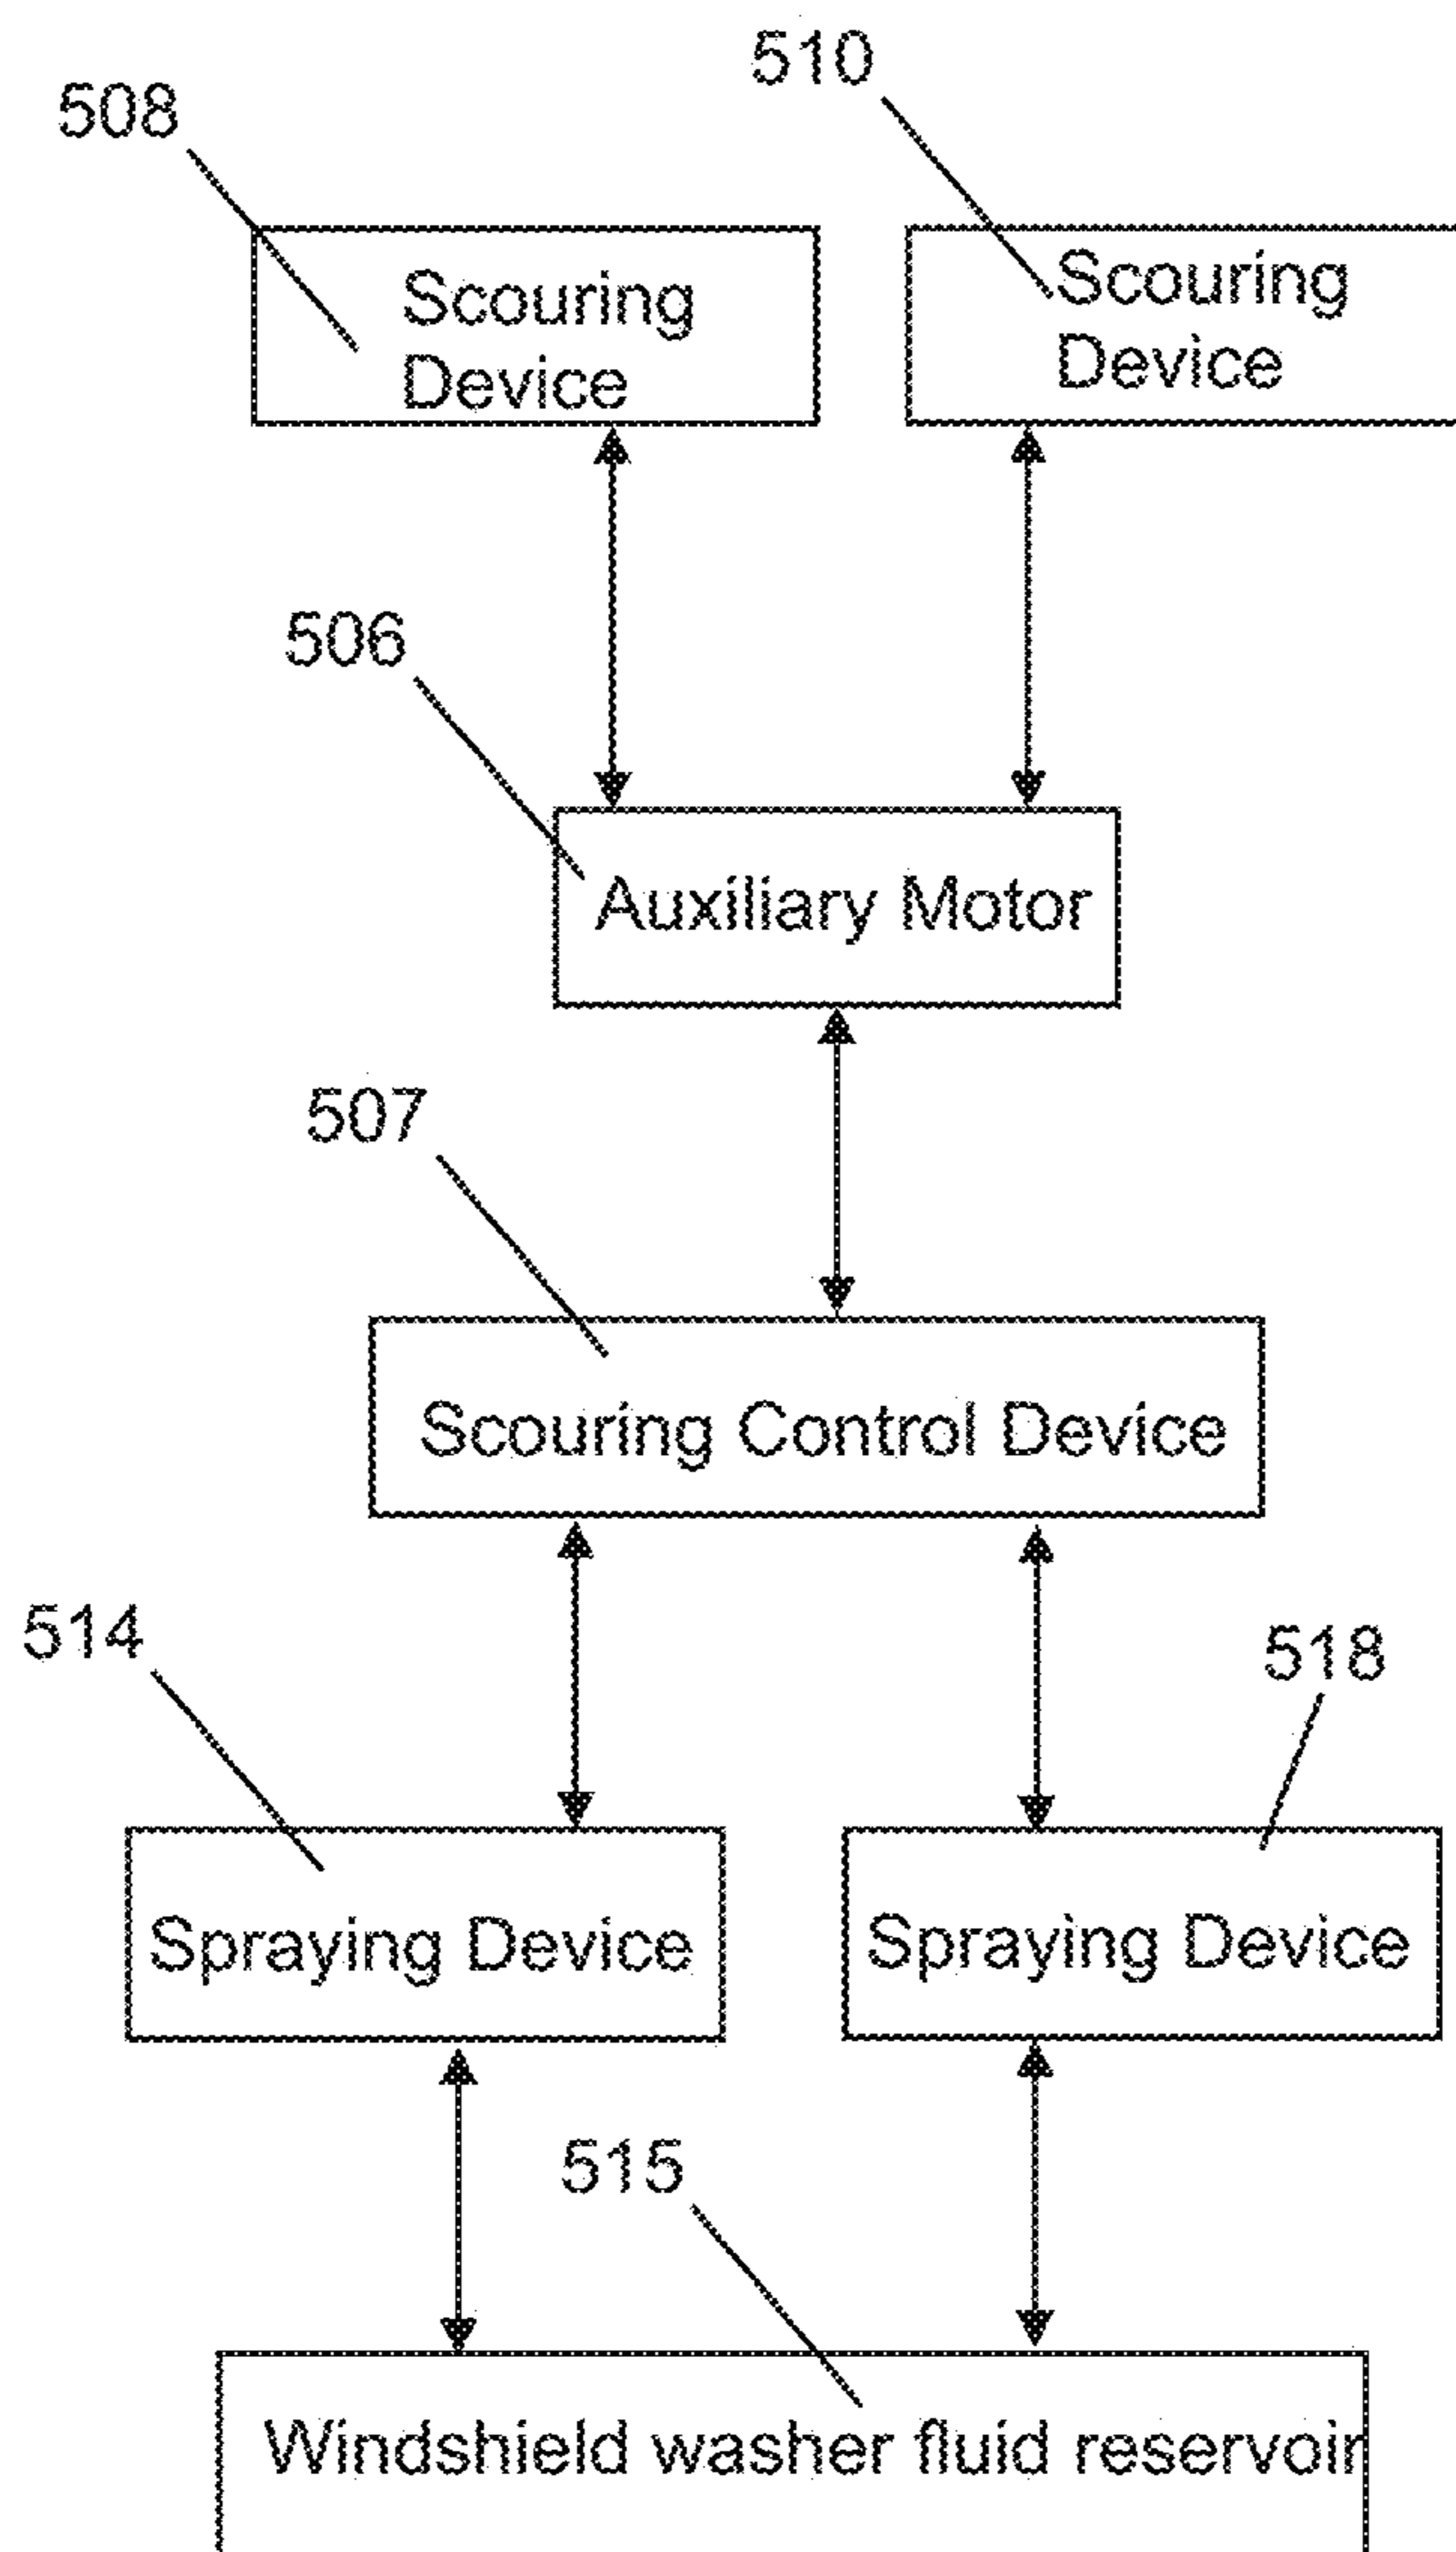 510
508
Scouring
Device
Scouring
Device
506
Auxiliary Motor
507
Scouring Control Device
514
518
Spraying Device
Spraying Device
515
Windshield washer fluid reservoir